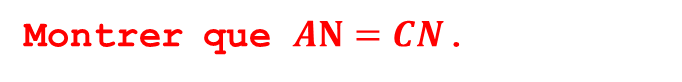 Montrer que AN = CN.